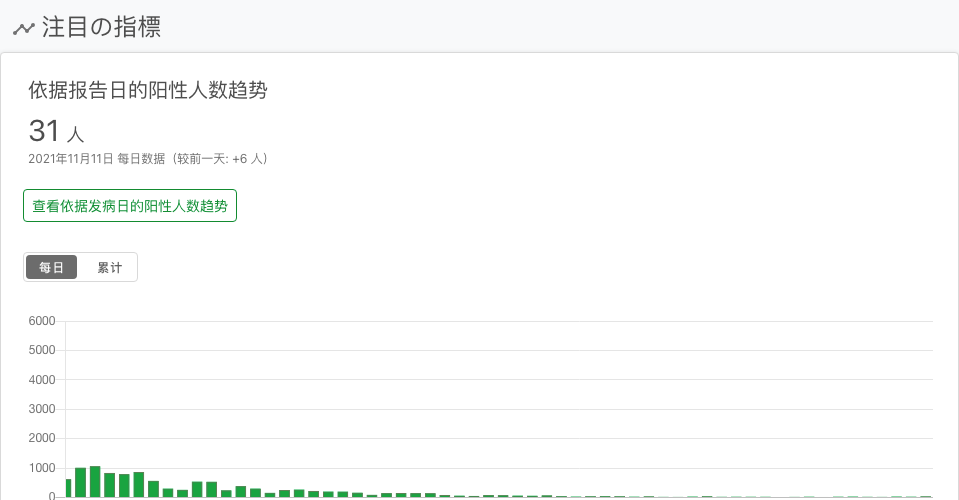 注目の指標
依据报告日的阳性人数趋势
31 人
2021年11月11日 每日数据（较前一天: +6 人）
查看依据发病日的阳性人数趋势
每日 累计
6000
5000
4000
3000
2000
1000
0